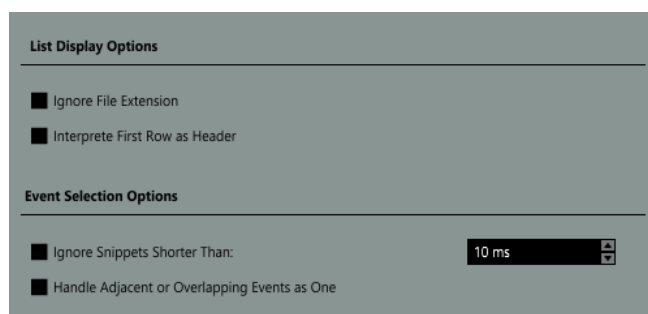 List Display Options
Ignore File Extension
Interprete First Row as Header
Event Selection Options
Ignore Snippets Shorter Than: 10 ms
Handle Adjacent or Overlapping Events as One